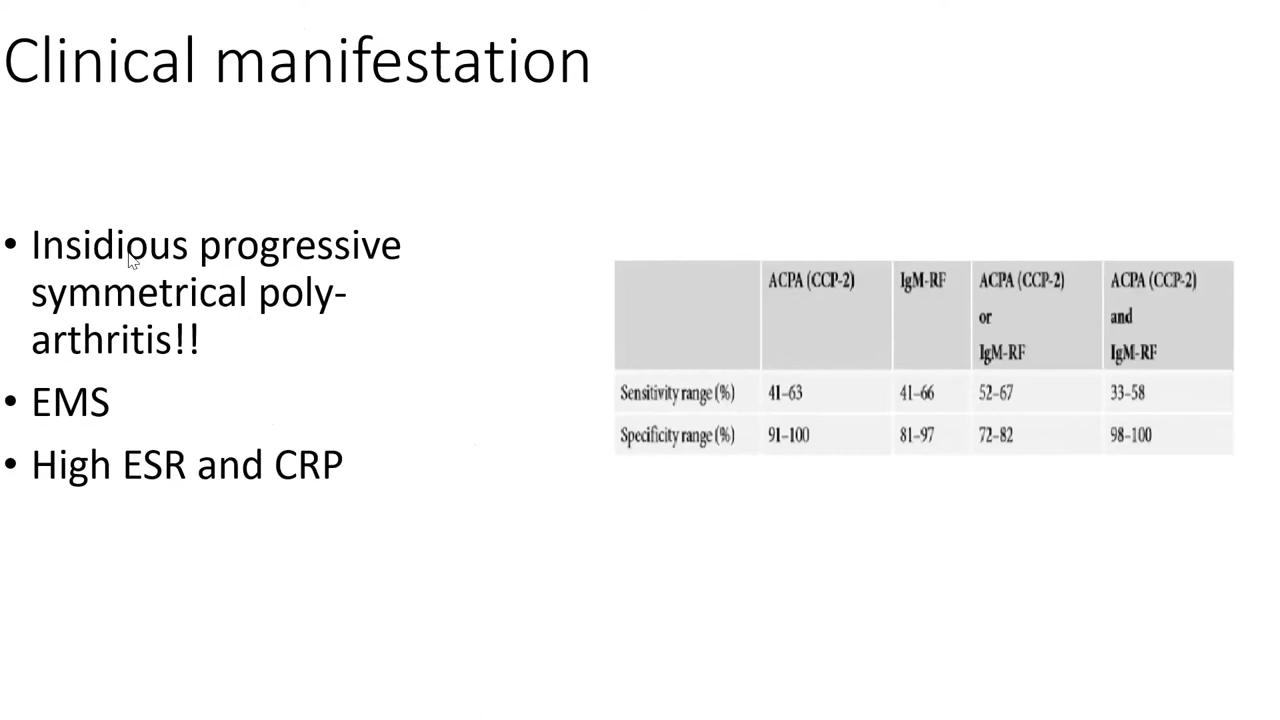 Clinical manifestation
• Insidious progressive
symmetrical poly-
arthritis!!
• EMS
• High ESR and CRP
ACPA (CCP-2) IgM-RF ACPA (CCP-2) or IgM-RF ACPA (CCP-2) and IgM-RF
Sensitivity range (%) 41–63 41–66 52–67 33–58
Specificity range (%) 91–100 81–97 72–82 98–100